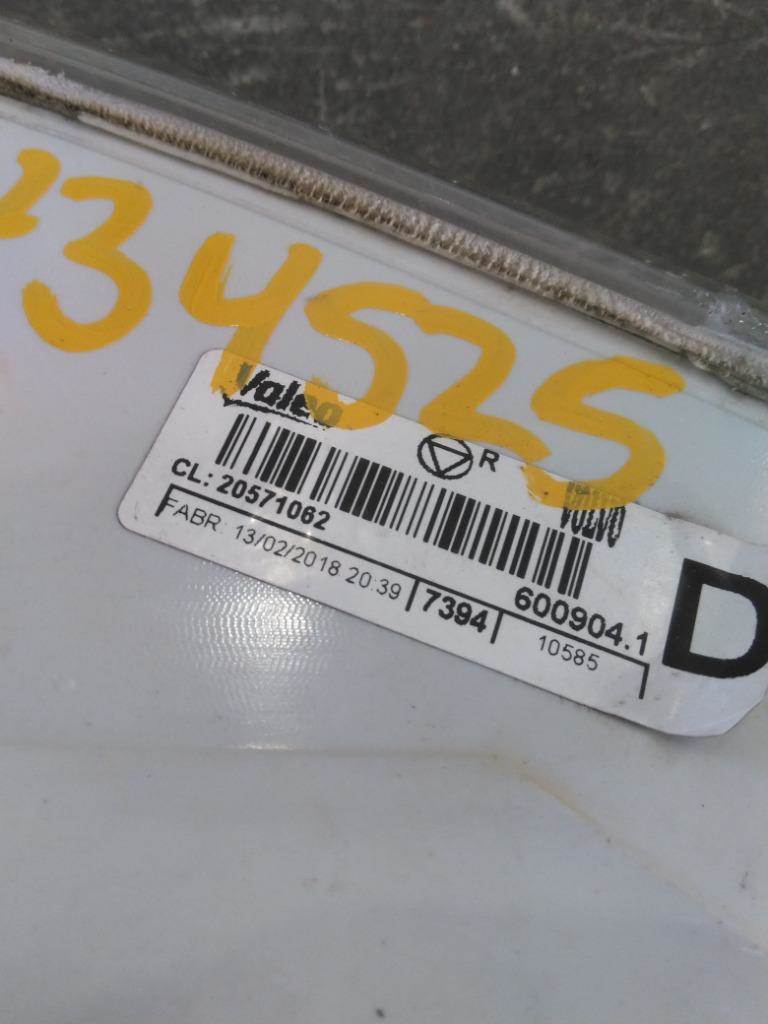 34525
Valeo
R
VOLVO
CL: 20571062
600904.1
FABR: 13/02/2018 20:39
7394
10585
D